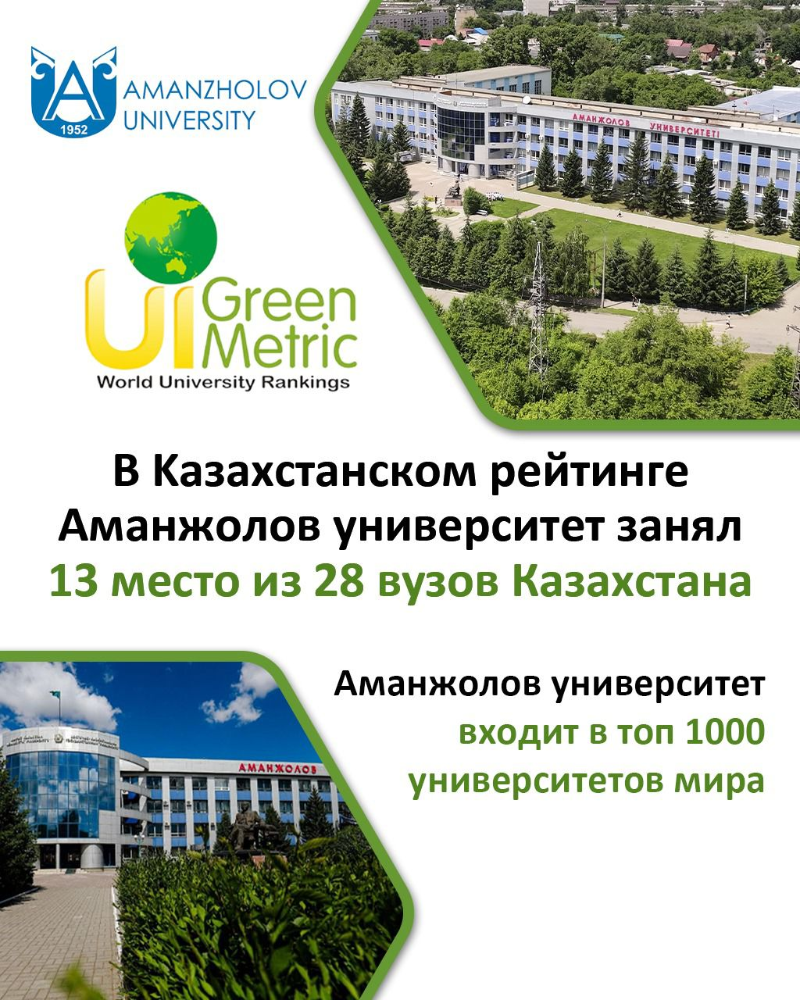 AMANZHOLOV
UNIVERSITY
1952
АМАНЖОЛОВ УНИВЕРСИТЕТІ
UI
Green
Metric
World University Rankings
В Казахстанском рейтинге
Аманжолов университет занял
13 место из 28 вузов Казахстана
Аманжолов университет
входит в топ 1000
университетов мира
АМАНЖОЛОВ